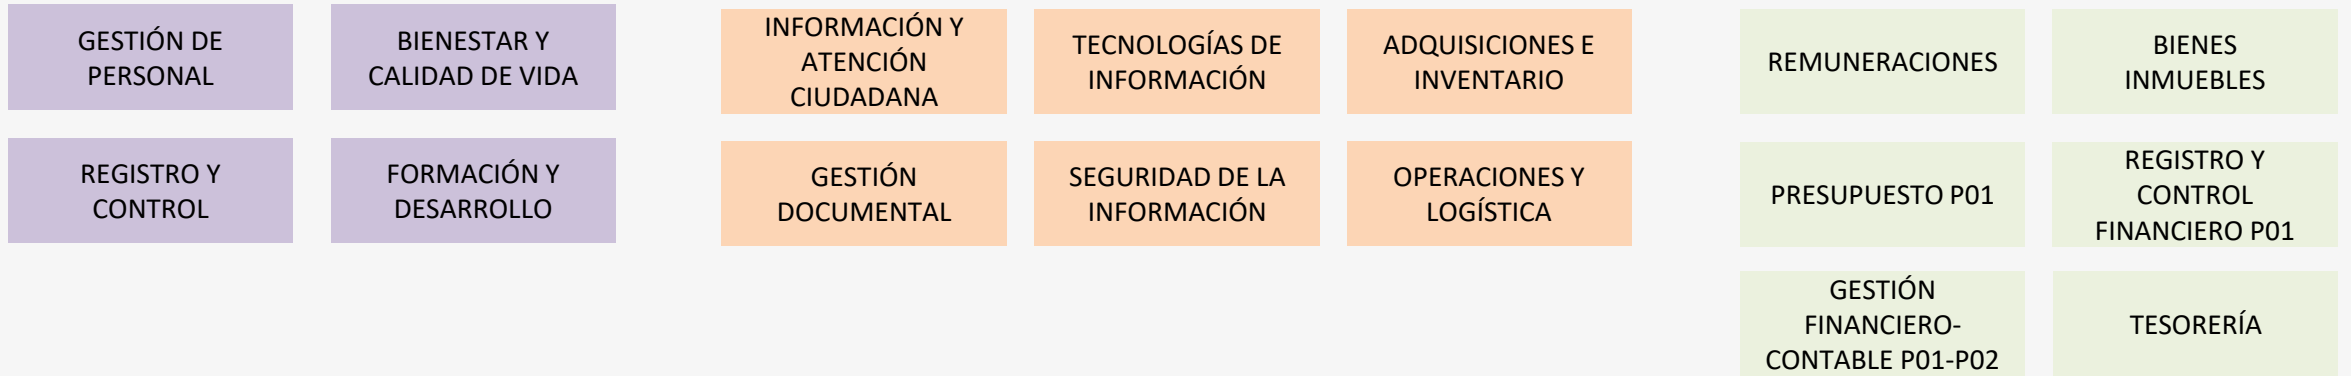 GESTIÓN DE
PERSONAL
BIENESTAR Y
CALIDAD DE VIDA
REGISTRO Y
CONTROL
FORMACIÓN Y
DESARROLLO
INFORMACIÓN Y
ATENCIÓN
CIUDADANA
TECNOLOGÍAS DE
INFORMACIÓN
ADQUISICIONES E
INVENTARIO
GESTIÓN
DOCUMENTAL
SEGURIDAD DE LA
INFORMACIÓN
OPERACIONES Y
LOGÍSTICA
REMUNERACIONES
BIENES
INMUEBLES
PRESUPUESTO P01
REGISTRO Y
CONTROL
FINANCIERO P01
GESTIÓN
FINANCIERO-
CONTABLE P01-P02
TESORERÍA